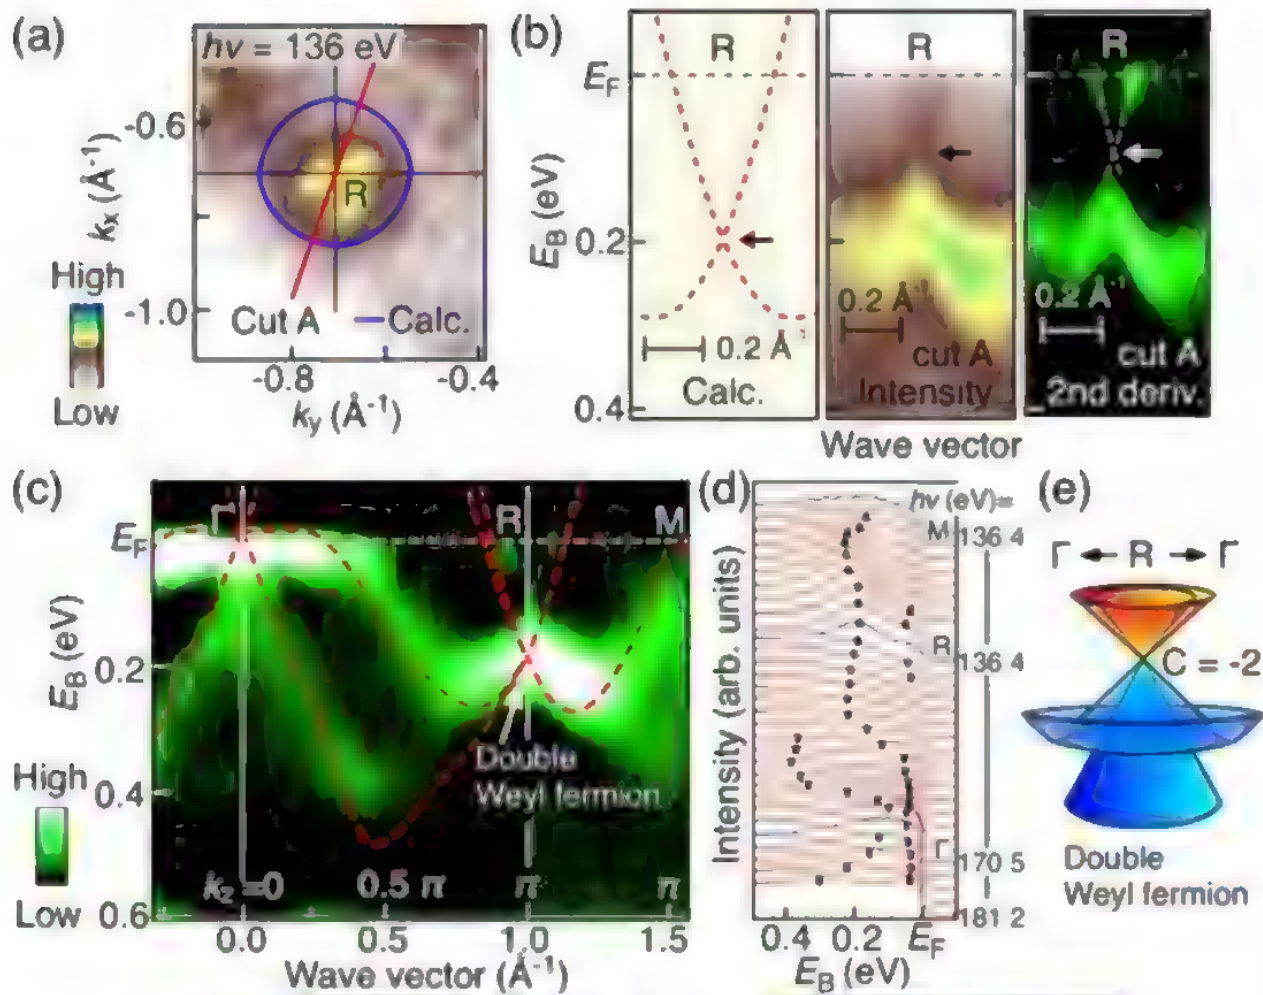 (a)
hν = 136 eV
-0.6
-1.0
kx (Å-1)
High
Low
R
Cut A
Calc.
-0.8
-0.4
ky (Å-1)
(b)
EF
0.2
0.4
EB (eV)
R
0.2 Å-1
Calc.
R
0.2 Å-1
cut A
Intensity
R
0.2 Å-1
cut A
2nd deriv.
Wave vector
(c)
Γ
R
M
EF
0.2
0.4
0.6
EB (eV)
High
Low
Double
Weyl fermion
kz=0
0.5 π
π
π
0.0
0.5
1.0
1.5
Wave vector (Å-1)
(d)
hν (eV)=
M
136 4
R
136 4
Γ
170 5
181 2
Intensity (arb. units)
0.4
0.2
EF
EB (eV)
(e)
Γ ← R → Γ
C = -2
Double
Weyl fermion